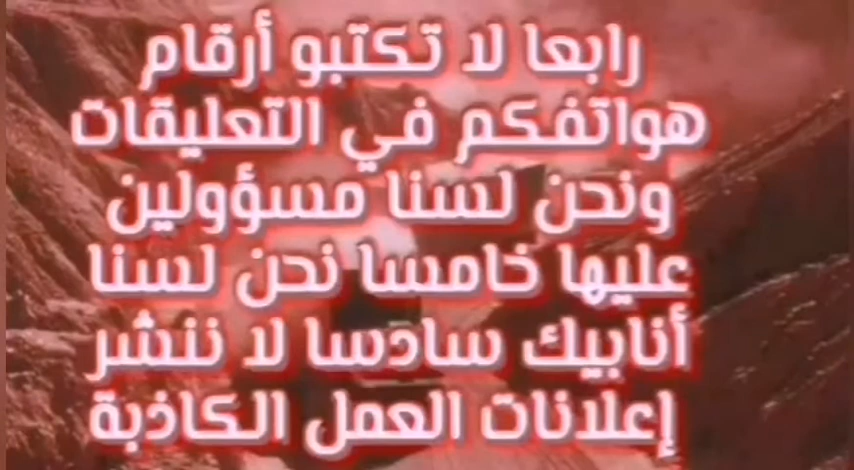 رابعا لا تكتبو أرقام
هواتفكم في التعليقات
ونحن لسنا مسؤولين
عليها خامسا نحن لسنا
أنابيك سادسا لا ننشر
إعلانات العمل الكاذبة